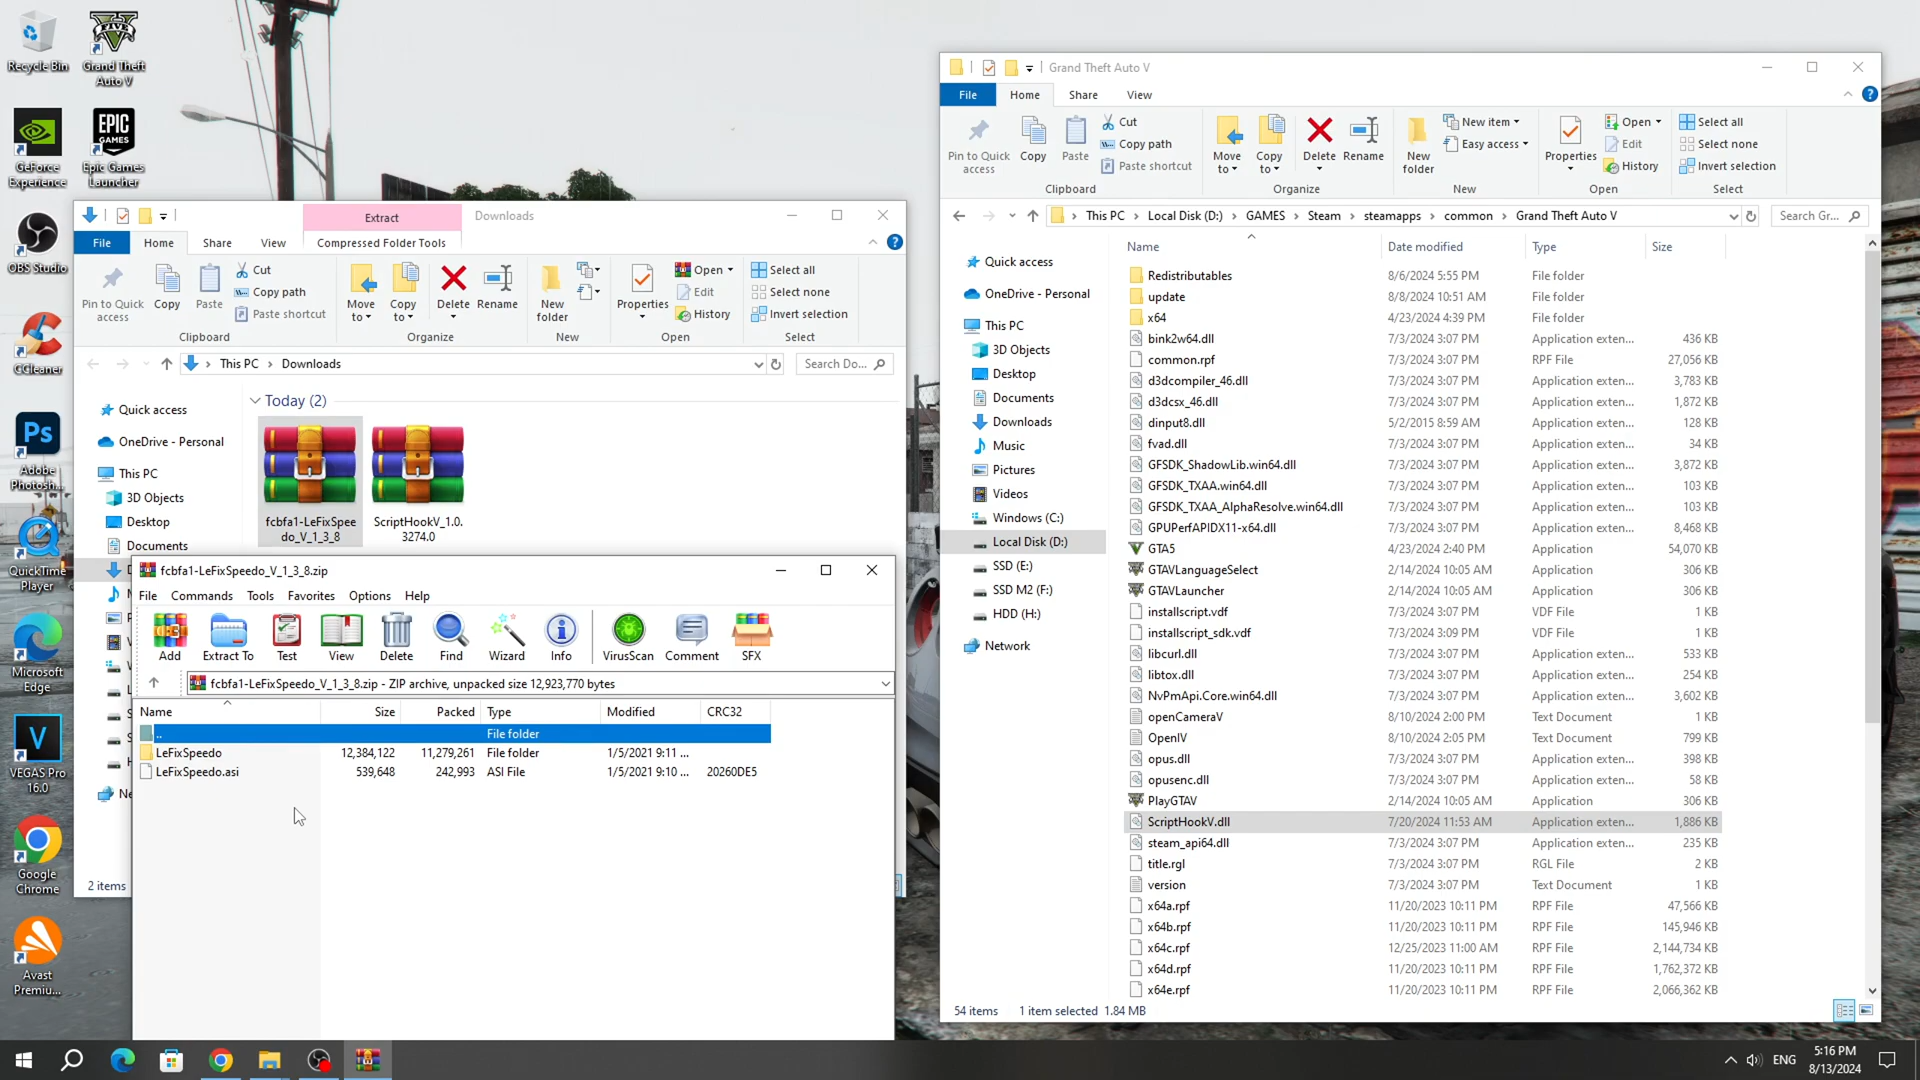 Recycle Bin
Grand Theft
Auto V
GeForce
Experience
EPIC
GAMES
Epic Games
Launcher
OBS Studio
CCleaner
Ps
Adobe
Photosh...
QuickTime
Player
Microsoft
Edge
V
VEGAS Pro
16.0
Google
Chrome
Avast
Premiu...
Extract
Downloads
File
Home
Share
View
Compressed Folder Tools
Pin to Quick
access
Copy
Paste
Cut
Copy path
Paste shortcut
Move
to
Copy
to
Delete
Rename
New
folder
Properties
Open
Edit
History
Select all
Select none
Invert selection
Clipboard
Organize
New
Open
Select
This PC
Downloads
Search Do...
Quick access
OneDrive - Personal
This PC
3D Objects
Desktop
Documents
Today (2)
fcbfa1-LeFixSpee
do_V_1_3_8
ScriptHookV_1.0.
3274.0
2 items
fcbfa1-LeFixSpeedo_V_1_3_8.zip
File Commands Tools Favorites Options Help
Add
Extract To
Test
View
Delete
Find
Wizard
Info
VirusScan
Comment
SFX
fcbfa1-LeFixSpeedo_V_1_3_8.zip - ZIP archive, unpacked size 12,923,770 bytes
Name Size Packed Type Modified CRC32
.. File folder
LeFixSpeedo 12,384,122 11,279,261 File folder 1/5/2021 9:11 ...
LeFixSpeedo.asi 539,648 242,993 ASI File 1/5/2021 9:10 ... 20260DE5
Grand Theft Auto V
File
Home
Share
View
Pin to Quick
access
Copy
Paste
Cut
Copy path
Paste shortcut
Move
to
Copy
to
Delete
Rename
New
folder
New item
Easy access
Properties
Open
Edit
History
Select all
Select none
Invert selection
Clipboard
Organize
New
Open
Select
This PC
Local Disk (D:)
GAMES
Steam
steamapps
common
Grand Theft Auto V
Search Gr...
Quick access
OneDrive - Personal
This PC
3D Objects
Desktop
Documents
Downloads
Music
Pictures
Videos
Windows (C:)
Local Disk (D:)
SSD (E:)
SSD M2 (F:)
HDD (H:)
Network
Name Date modified Type Size
Redistributables 8/6/2024 5:55 PM File folder
update 8/8/2024 10:51 AM File folder
x64 4/23/2024 4:39 PM File folder
bink2w64.dll 7/3/2024 3:07 PM Application exten... 436 KB
common.rpf 7/3/2024 3:07 PM RPF File 27,056 KB
d3dcompiler_46.dll 7/3/2024 3:07 PM Application exten... 3,783 KB
d3dcsx_46.dll 7/3/2024 3:07 PM Application exten... 1,872 KB
dinput8.dll 5/2/2015 8:59 AM Application exten... 128 KB
fvad.dll 7/3/2024 3:07 PM Application exten... 34 KB
GFSDK_ShadowLib.win64.dll 7/3/2024 3:07 PM Application exten... 3,872 KB
GFSDK_TXAA.win64.dll 7/3/2024 3:07 PM Application exten... 103 KB
GFSDK_TXAA_AlphaResolve.win64.dll 7/3/2024 3:07 PM Application exten... 103 KB
GPUPerfAPIDX11-x64.dll 7/3/2024 3:07 PM Application exten... 8,468 KB
GTA5 4/23/2024 2:40 PM Application 54,070 KB
GTAVLanguageSelect 2/14/2024 10:05 AM Application 306 KB
GTAVLauncher 2/14/2024 10:05 AM Application 306 KB
installscript.vdf 7/3/2024 3:07 PM VDF File 1 KB
installscript_sdk.vdf 7/3/2024 3:09 PM VDF File 1 KB
libcurl.dll 7/3/2024 3:07 PM Application exten... 533 KB
libtox.dll 7/3/2024 3:07 PM Application exten... 254 KB
NvPmApi.Core.win64.dll 7/3/2024 3:07 PM Application exten... 3,602 KB
openCameraV 8/10/2024 2:00 PM Text Document 1 KB
OpenIV 8/10/2024 2:05 PM Text Document 799 KB
opus.dll 7/3/2024 3:07 PM Application exten... 398 KB
opusenc.dll 7/3/2024 3:07 PM Application exten... 58 KB
PlayGTAV 2/14/2024 10:05 AM Application 306 KB
ScriptHookV.dll 7/20/2024 11:53 AM Application exten... 1,886 KB
steam_api64.dll 7/3/2024 3:07 PM Application exten... 235 KB
title.rgl 7/3/2024 3:07 PM RGL File 2 KB
version 7/3/2024 3:07 PM Text Document 1 KB
x64a.rpf 11/20/2023 10:11 PM RPF File 47,566 KB
x64b.rpf 11/20/2023 10:11 PM RPF File 145,946 KB
x64c.rpf 12/25/2023 11:00 AM RPF File 2,144,734 KB
x64d.rpf 11/20/2023 10:11 PM RPF File 1,762,372 KB
x64e.rpf 11/20/2023 10:11 PM RPF File 2,066,362 KB
54 items 1 item selected 1.84 MB
ENG
5:16 PM
8/13/2024